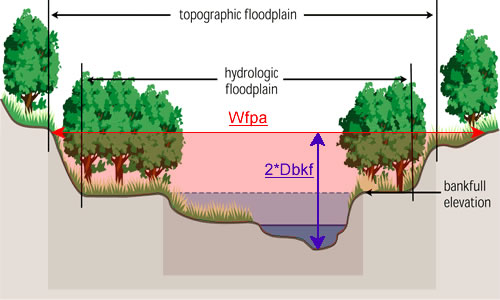 topographic floodplain
hydrologic
floodplain
Wfpa
2*Dbkf
bankfull
elevation